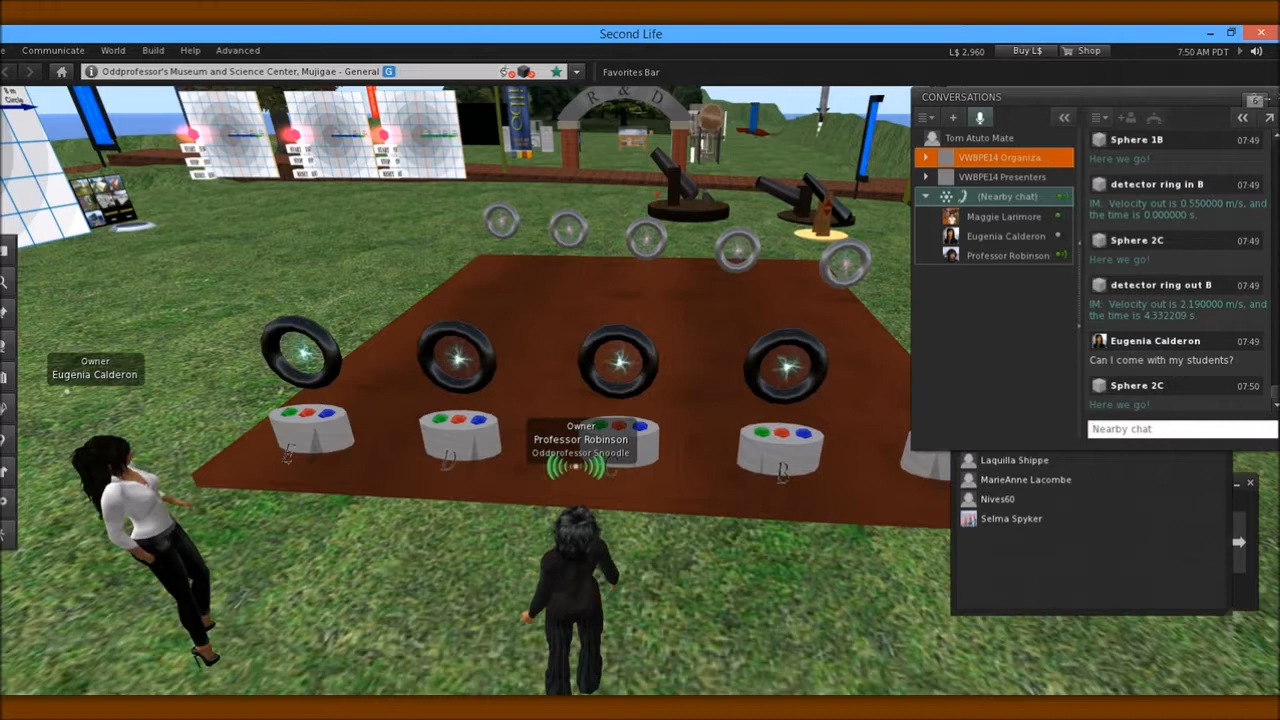 Second Life
Communicate World Build Help Advanced
L$ 2,960 Buy L$ Shop 7:50 AM PDT
Oddprofessor's Museum and Science Center, Mujigae - General G
Favorites Bar
8 m
Circle
R & D
CONVERSATIONS
6
Tom Atuto Mate
VWBPE14 Organiza
VWBPE14 Presenters
(Nearby chat)
Maggie Larimore
Eugenia Calderon
Professor Robinson
Sphere 1B 07:49
Here we go!
detector ring in B 07:49
IM: Velocity out is 0.550000 m/s, and
the time is 0.000000 s.
Sphere 2C 07:49
Here we go!
detector ring out B 07:49
IM: Velocity out is 2.190000 m/s, and
the time is 4.332209 s.
Eugenia Calderon 07:49
Can I come with my students?
Sphere 2C 07:50
Here we go!
Nearby chat
Laquilla Shippe
MarieAnne Lacombe
Nives60
Selma Spyker
Owner
Eugenia Calderon
Owner
Professor Robinson
Oddprofessor Snoodle
E D B